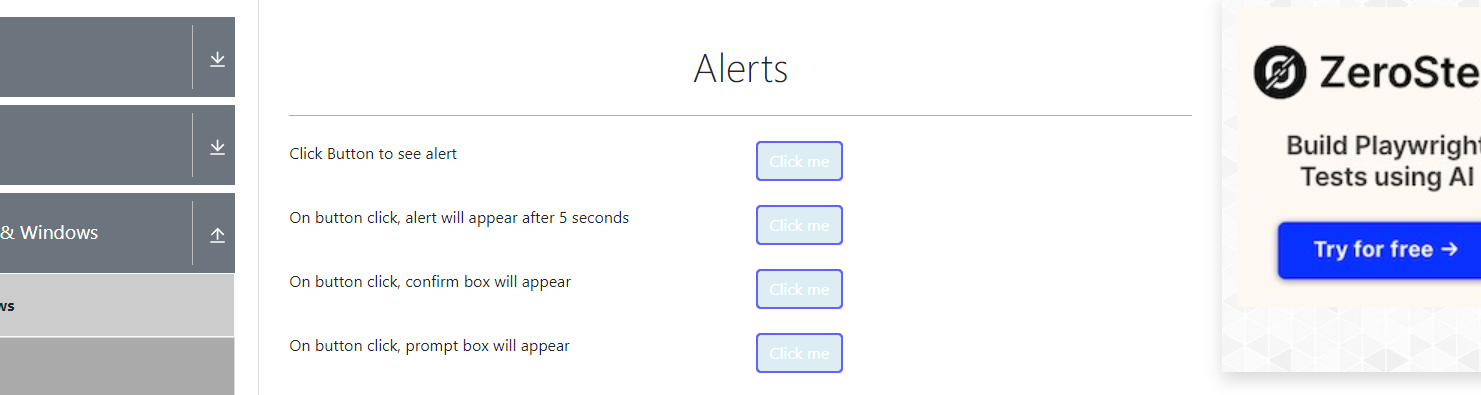 Alerts
Click Button to see alert
Click me
On button click, alert will appear after 5 seconds
Click me
On button click, confirm box will appear
Click me
On button click, prompt box will appear
Click me
& Windows
ws
ZeroSte
Build Playwright
Tests using AI
Try for free →